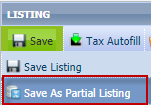 LISTING
Save Tax Autofill
Save Listing
Save As Partial Listing